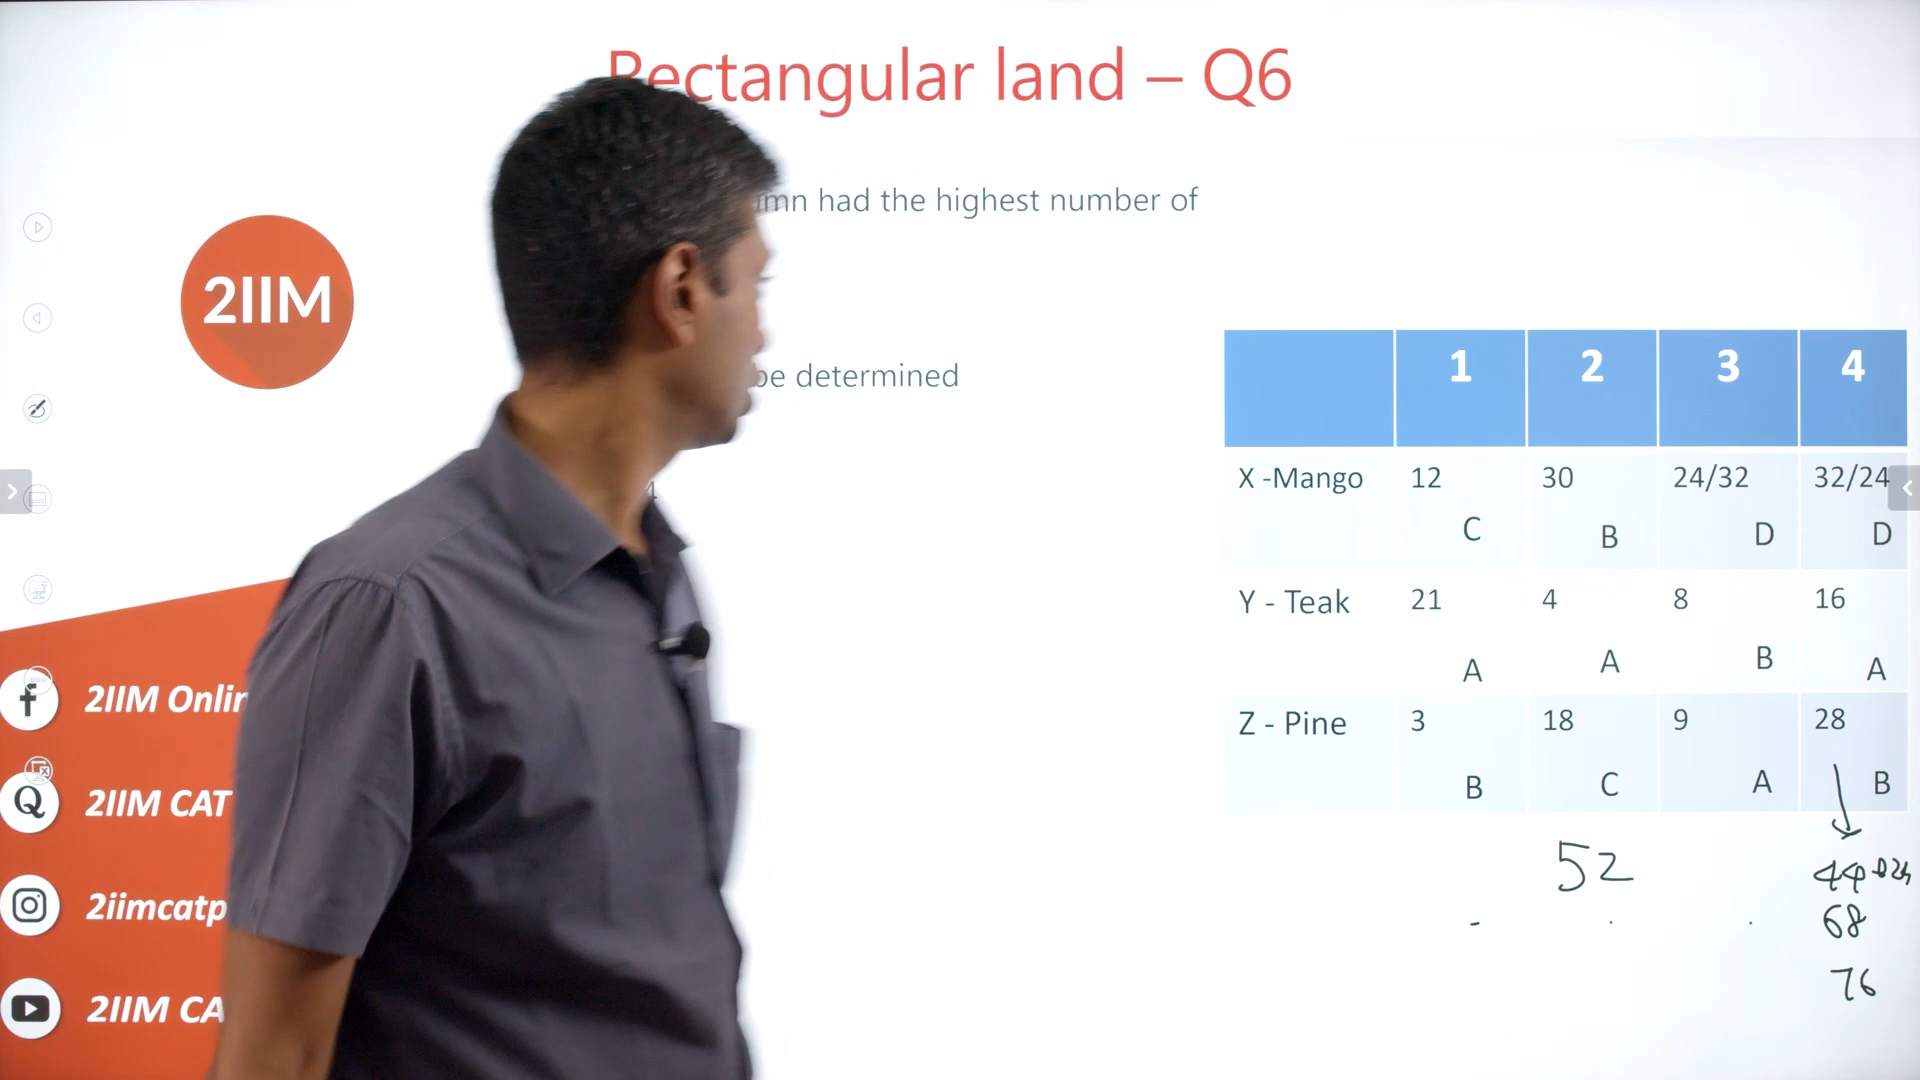 Rectangular land – Q6
had the highest number of
2IIM
be determined
1 2 3 4
X -Mango 12 30 24/32 32/24
C B D D
Y - Teak 21 4 8 16
A A B A
Z - Pine 3 18 9 28
B C A B
52
44
68
76
2IIM
2IIM CAT
2iimcatp
2IIM CA